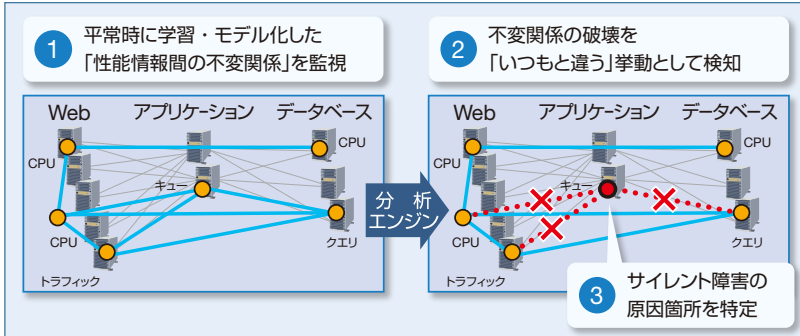 1 平常時に学習・モデル化した
「性能情報間の不変関係」を監視
2 不変関係の破壊を
「いつもと違う」挙動として検知
Web アプリケーション データベース
CPU
CPU
キュー
CPU
クエリ
トラフィック
分 析
エンジン
Web アプリケーション データベース
CPU
CPU
キュー
CPU
クエリ
トラフィック
3 サイレント障害の
原因箇所を特定